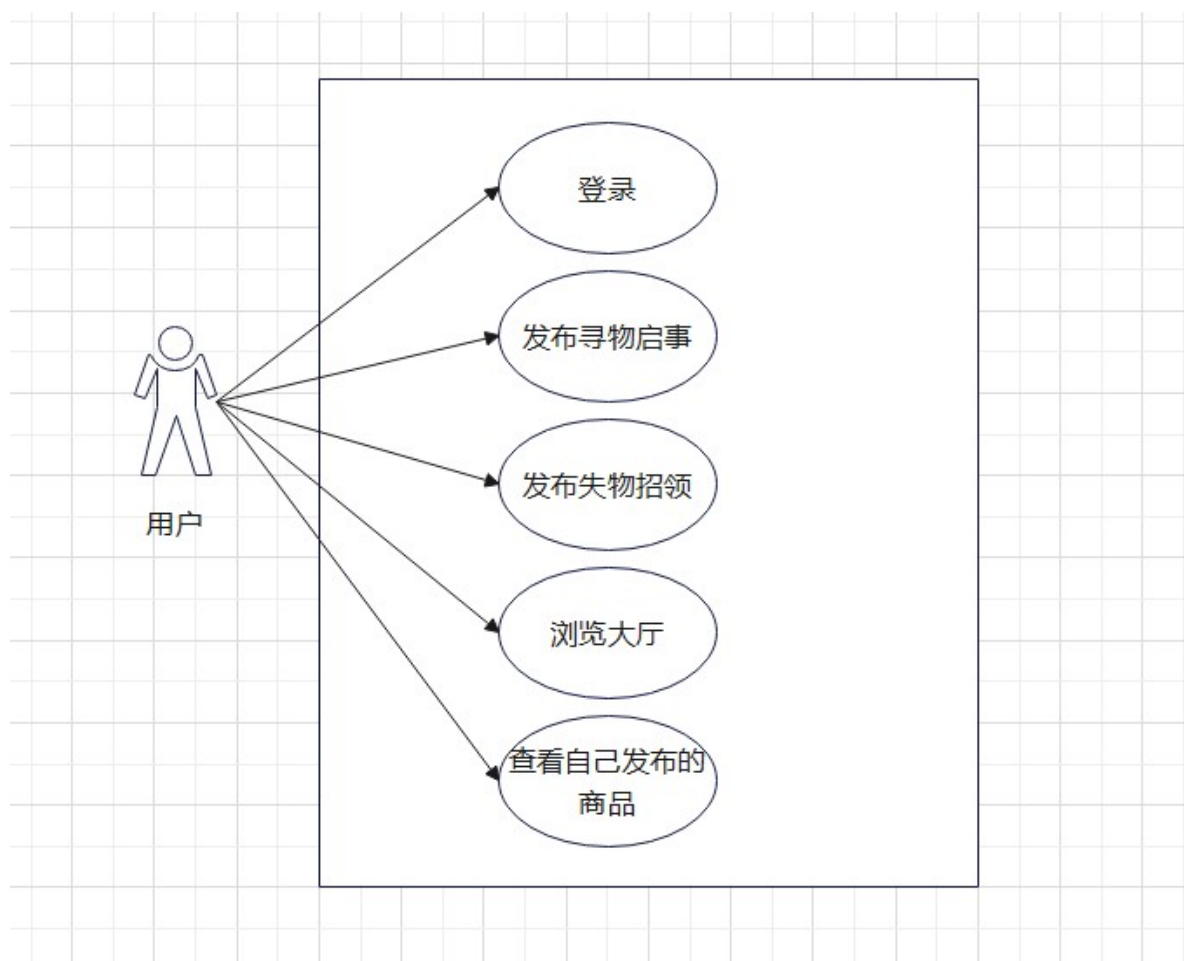 登录
发布寻物启事
发布失物招领
用户
浏览大厅
查看自己发布的
商品